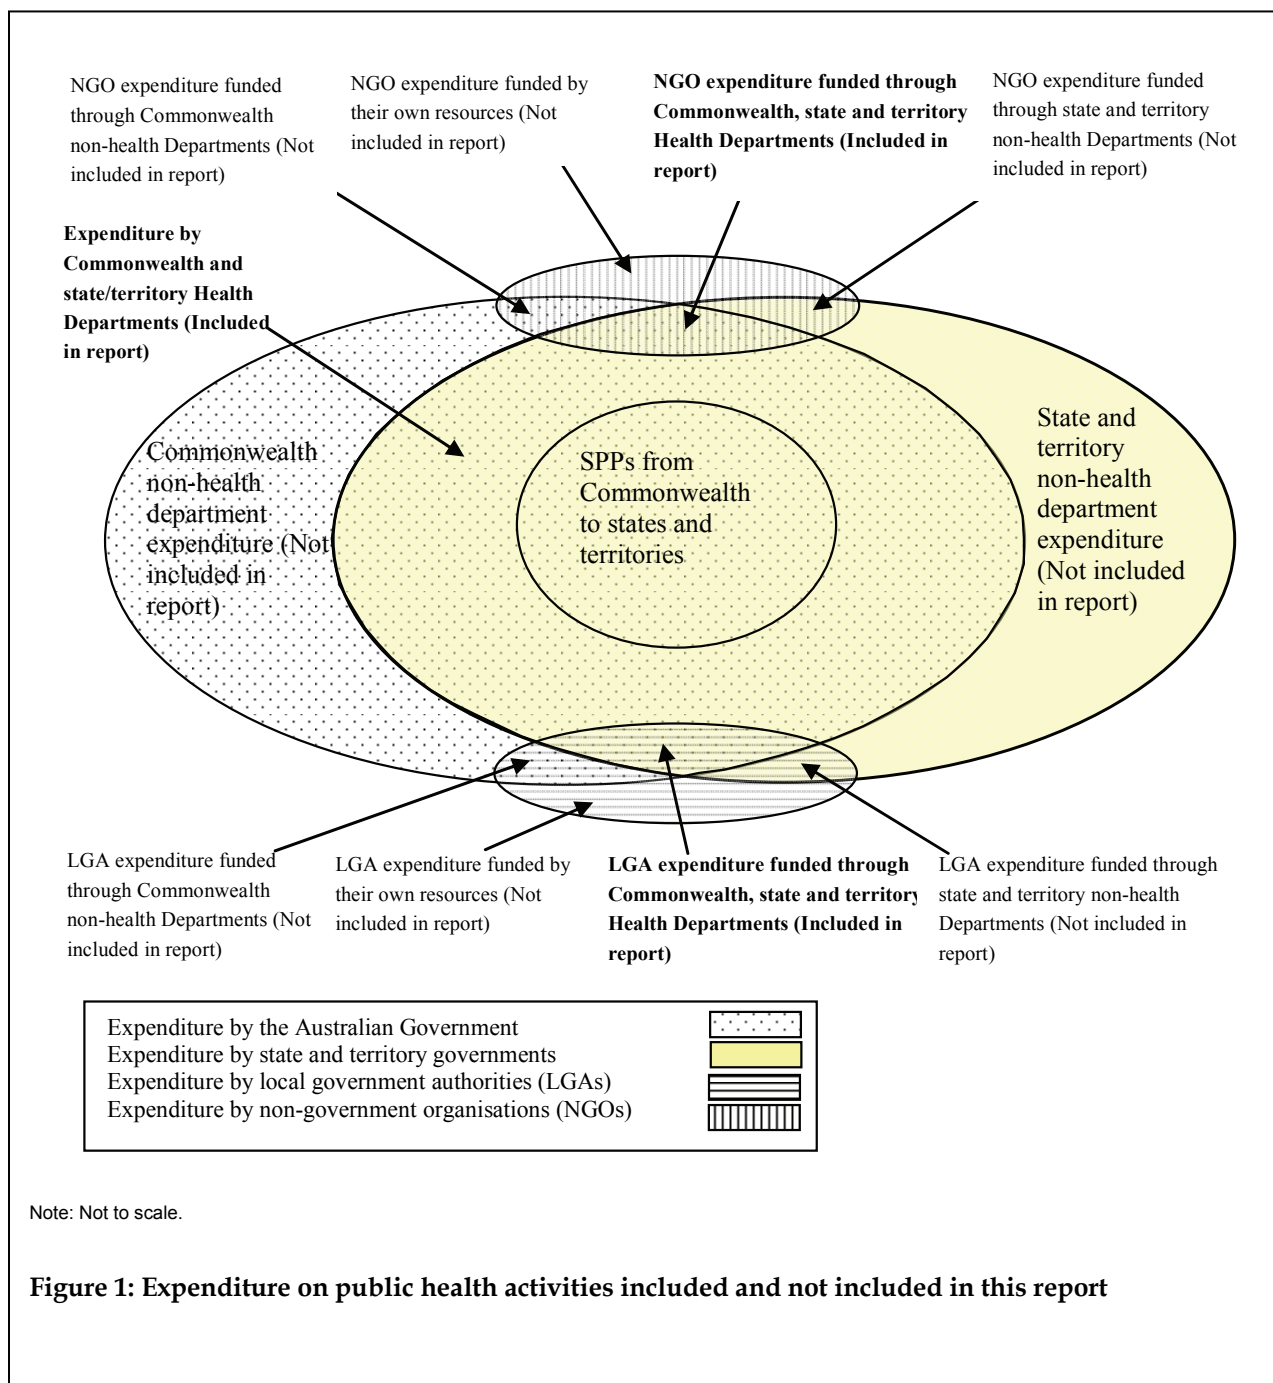 NGO expenditure funded
through Commonwealth
non-health Departments (Not
included in report)
NGO expenditure funded by
their own resources (Not
included in report)
NGO expenditure funded through
Commonwealth, state and territory
Health Departments (Included in
report)
NGO expenditure funded
through state and territory
non-health Departments (Not
included in report)
Expenditure by
Commonwealth and
state/territory Health
Departments (Included
in report)
Commonwealth
non-health
department
expenditure (Not
included in
report)
SPPs from
Commonwealth
to states and
territories
State and
territory
non-health
department
expenditure
(Not included
in report)
LGA expenditure funded
through Commonwealth
non-health Departments (Not
included in report)
LGA expenditure funded by
their own resources (Not
included in report)
LGA expenditure funded through
Commonwealth, state and territory
Health Departments (Included in
report)
LGA expenditure funded through
state and territory non-health
Departments (Not included in
report)
Expenditure by the Australian Government
Expenditure by state and territory governments
Expenditure by local government authorities (LGAs)
Expenditure by non-government organisations (NGOs)
Note: Not to scale.
Figure 1: Expenditure on public health activities included and not included in this report